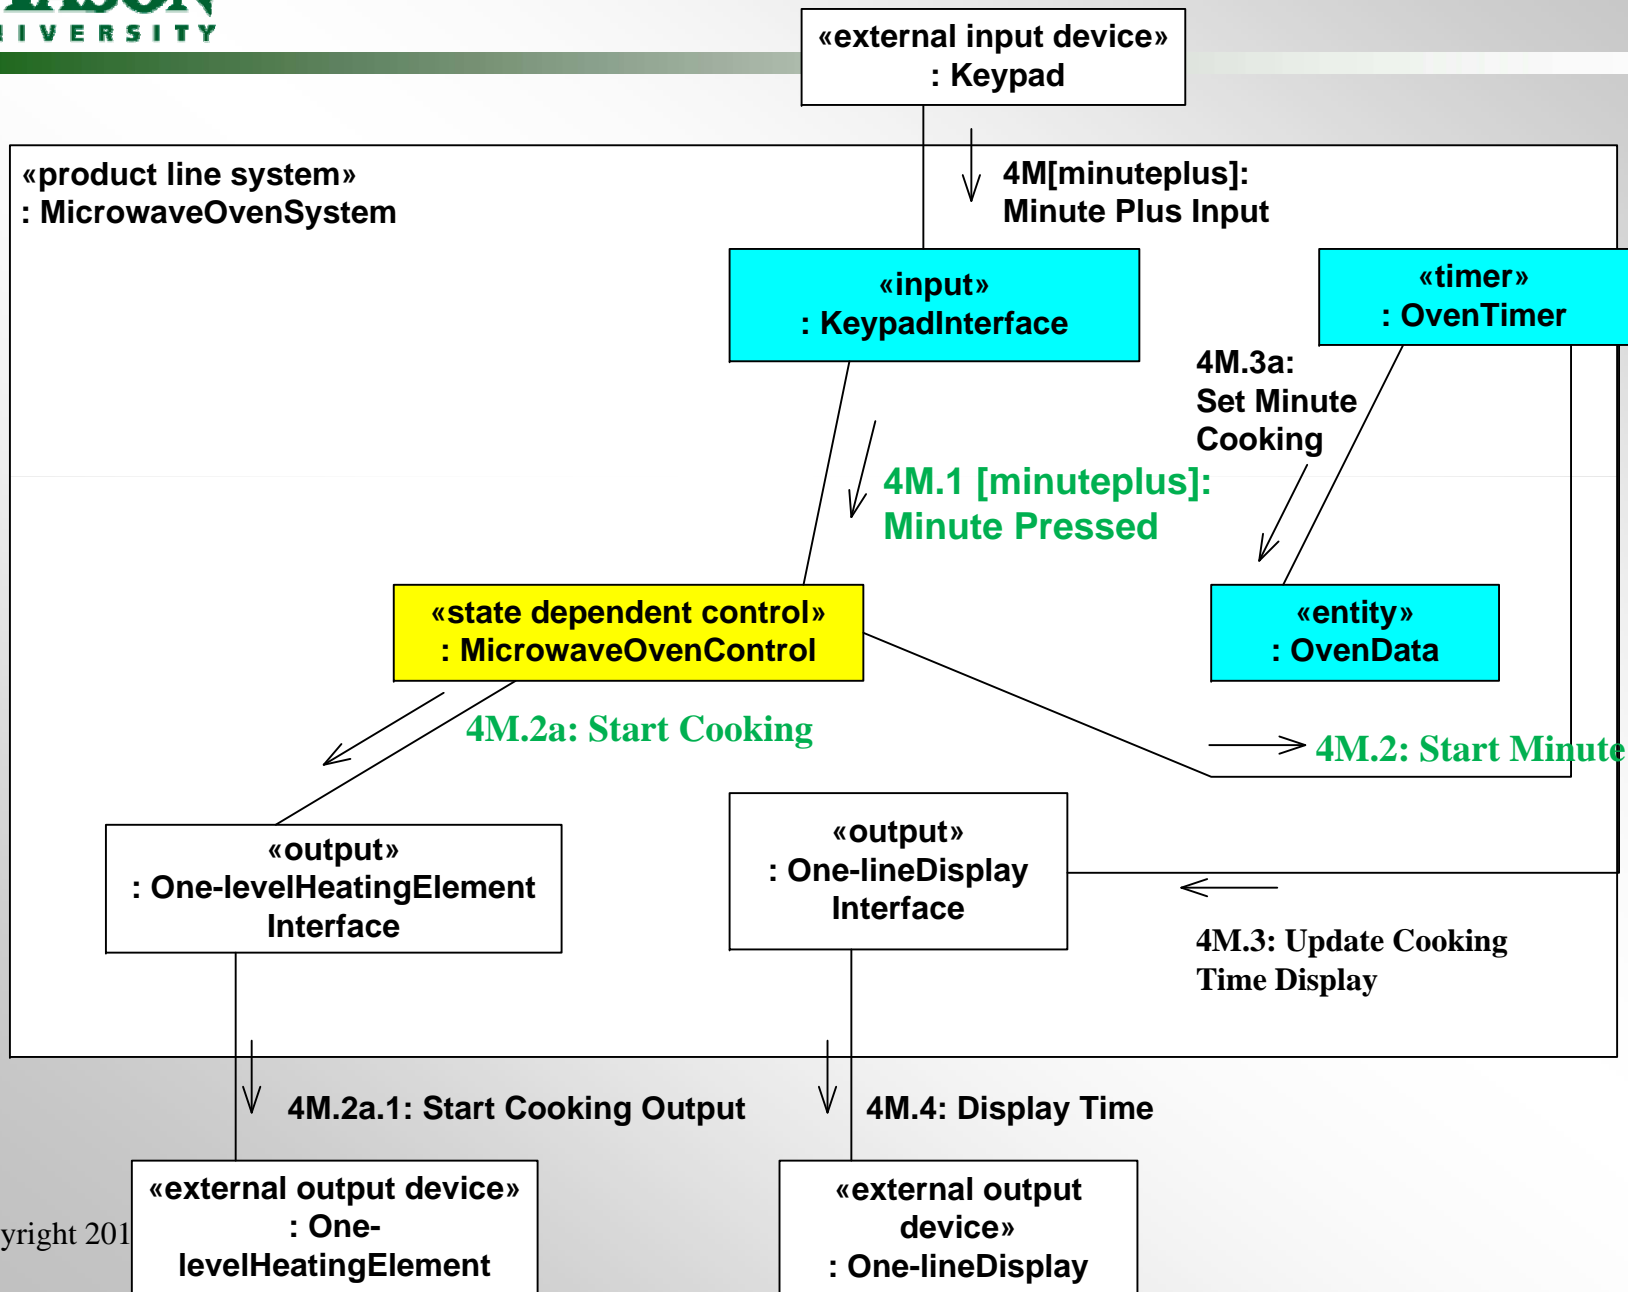 UNIVERSITY
«external input device»
: Keypad
«product line system»
: MicrowaveOvenSystem
4M[minuteplus]:
Minute Plus Input
«input»
: KeypadInterface
«timer»
: OvenTimer
4M.3a:
Set Minute
Cooking
4M.1 [minuteplus]:
Minute Pressed
«state dependent control»
: MicrowaveOvenControl
«entity»
: OvenData
4M.2a: Start Cooking
4M.2: Start Minute
«output»
: One-levelHeatingElement
Interface
«output»
: One-lineDisplay
Interface
4M.3: Update Cooking
Time Display
4M.2a.1: Start Cooking Output
4M.4: Display Time
«external output device»
: One-
levelHeatingElement
«external output
device»
: One-lineDisplay
yright 201